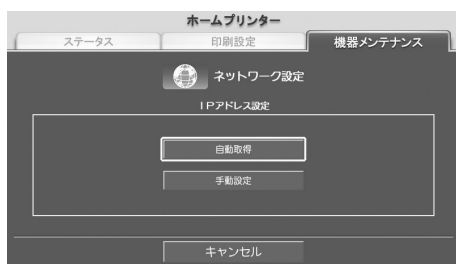 ホームプリンター
ステータス
印刷設定
機器メンテナンス
ネットワーク設定
IPアドレス設定
自動取得
手動設定
キャンセル